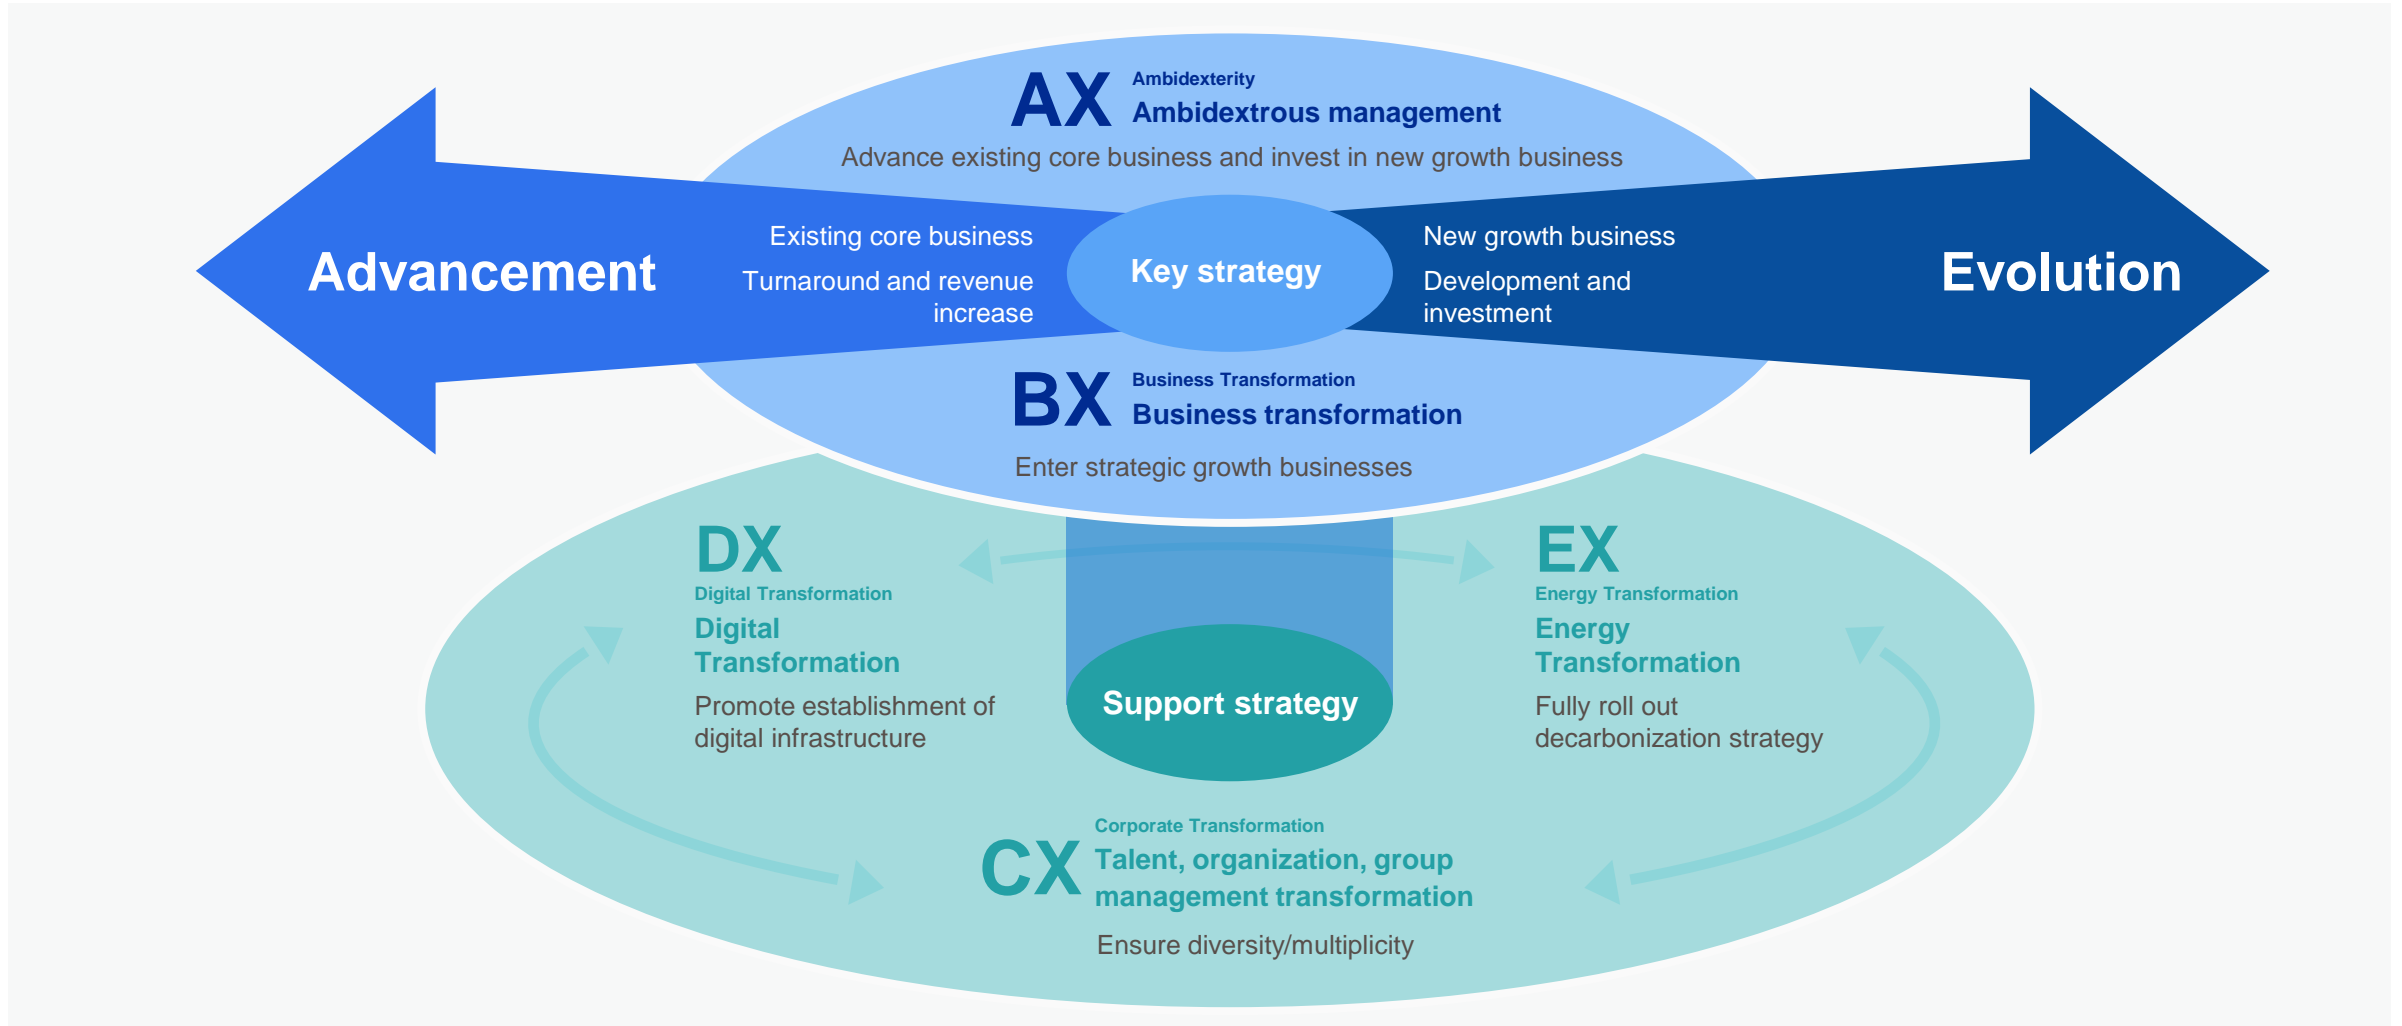 AX
Ambidexterity
Ambidextrous management
Advance existing core business and invest in new growth business
Advancement
Existing core business
Turnaround and revenue
increase
Key strategy
New growth business
Development and
investment
Evolution
BX
Business Transformation
Business transformation
Enter strategic growth businesses
DX
Digital Transformation
Digital
Transformation
Promote establishment of
digital infrastructure
Support strategy
EX
Energy Transformation
Energy
Transformation
Fully roll out
decarbonization strategy
CX
Corporate Transformation
Talent, organization, group
management transformation
Ensure diversity/multiplicity